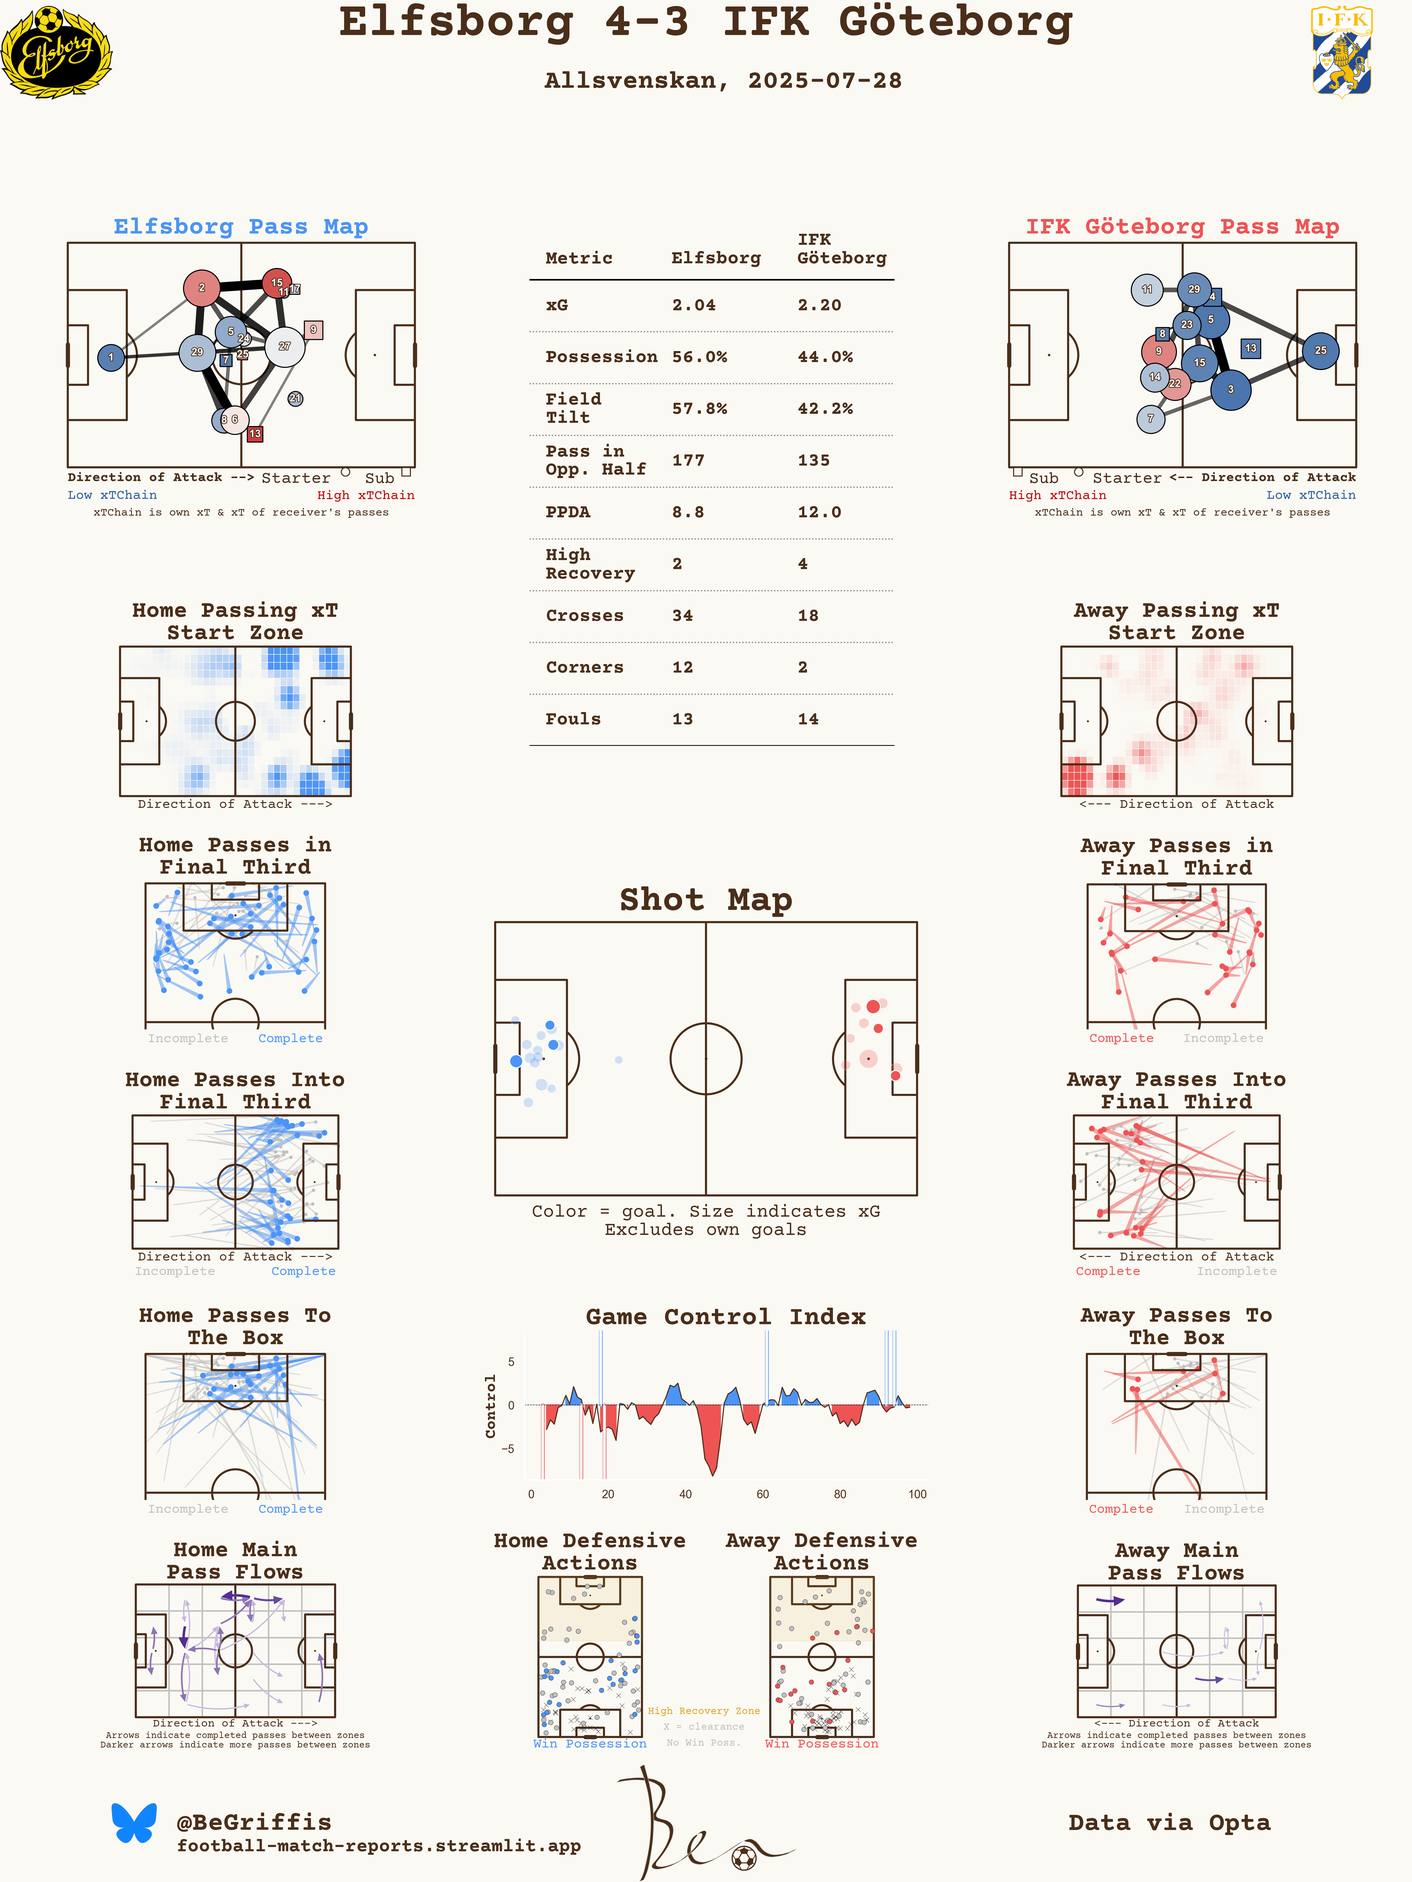 Elfsborg 4-3 IFK Göteborg
Allsvenskan, 2025-07-28
Elfsborg
I·F·K
Elfsborg Pass Map
2
15
11
17
9
5
24
27
1
29
7
25
21
8
6
13
Direction of Attack --> Starter Sub
Low xTChain High xTChain
xTChain is own xT & xT of receiver's passes
Metric Elfsborg IFK Göteborg
xG 2.04 2.20
Possession 56.0% 44.0%
Field Tilt 57.8% 42.2%
Pass in Opp. Half 177 135
PPDA 8.8 12.0
High Recovery 2 4
Crosses 34 18
Corners 12 2
Fouls 13 14
IFK Göteborg Pass Map
11
29
4
5
23
8
9
13
25
15
14
22
3
7
Sub Starter <-- Direction of Attack
High xTChain Low xTChain
xTChain is own xT & xT of receiver's passes
Home Passing xT
Start Zone
Direction of Attack --->
Away Passing xT
Start Zone
<--- Direction of Attack
Home Passes in
Final Third
Incomplete Complete
Away Passes in
Final Third
Complete Incomplete
Shot Map
Color = goal. Size indicates xG
Excludes own goals
Home Passes Into
Final Third
Direction of Attack --->
Incomplete Complete
Away Passes Into
Final Third
<--- Direction of Attack
Complete Incomplete
Home Passes To
The Box
Incomplete Complete
Game Control Index
Control
5
0
−5
0 20 40 60 80 100
Away Passes To
The Box
Complete Incomplete
Home Main
Pass Flows
Direction of Attack --->
Arrows indicate completed passes between zones
Darker arrows indicate more passes between zones
Home Defensive
Actions
Win Possession
High Recovery Zone
X = clearance
No Win Poss.
Away Defensive
Actions
Win Possession
Away Main
Pass Flows
<--- Direction of Attack
Arrows indicate completed passes between zones
Darker arrows indicate more passes between zones
@BeGriffis
football-match-reports.streamlit.app
Ben
Data via Opta